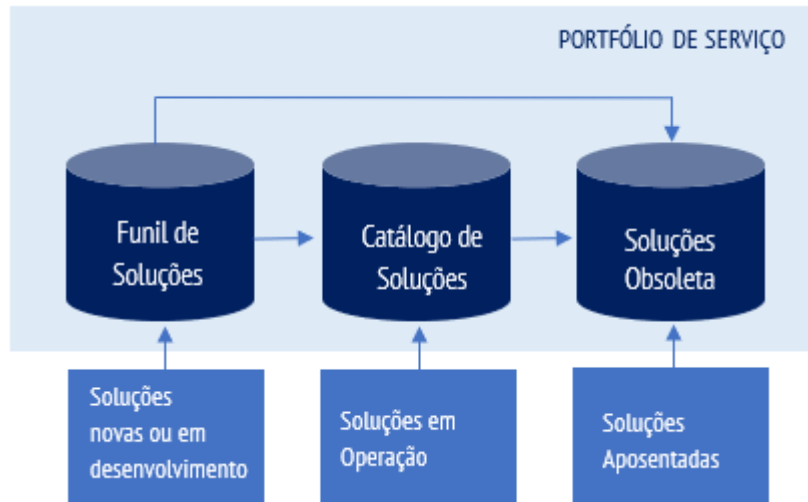 PORTFÓLIO DE SERVIÇO
Funil de
Soluções
Catálogo de
Soluções
Soluções
Obsoleta
Soluções
novas ou em
desenvolvimento
Soluções em
Operação
Soluções
Aposentadas